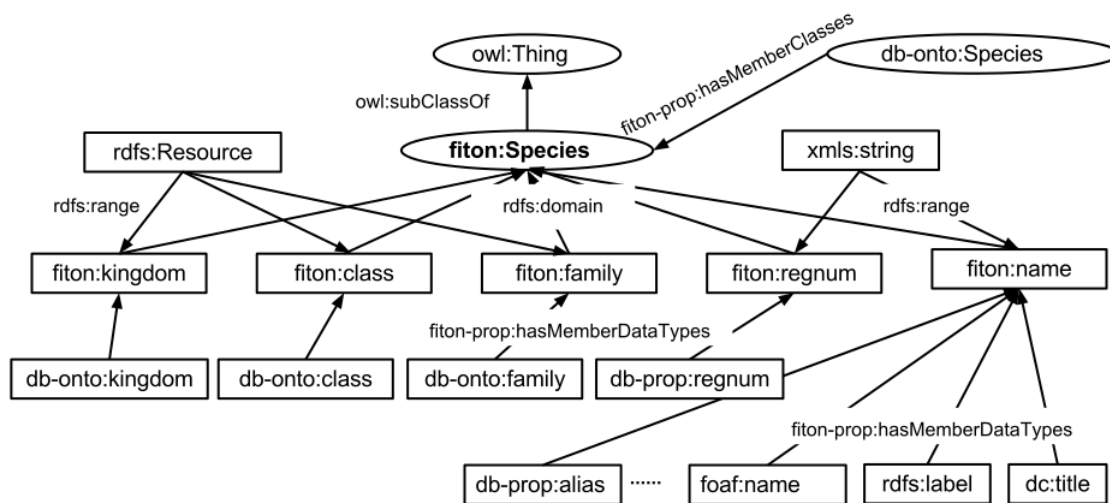 owl:Thing
db-onto:Species
fiton-prop:hasMemberClasses
owl:subClassOf
rdfs:Resource
fiton:Species
xmls:string
rdfs:range
rdfs:domain
rdfs:range
fiton:kingdom
fiton:class
fiton:family
fiton:regnum
fiton:name
fiton-prop:hasMemberDataTypes
db-onto:kingdom
db-onto:class
db-onto:family
db-prop:regnum
fiton-prop:hasMemberDataTypes
db-prop:alias
......
foaf:name
rdfs:label
dc:title